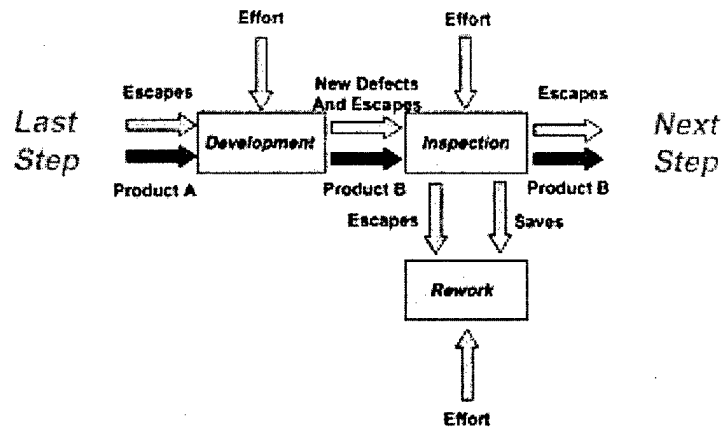 Effort
Effort
Escapes
New Defects
And Escapes
Escapes
Last
Step
Development
Inspection
Next
Step
Product A
Product B
Product B
Escapes
Saves
Rework
Effort